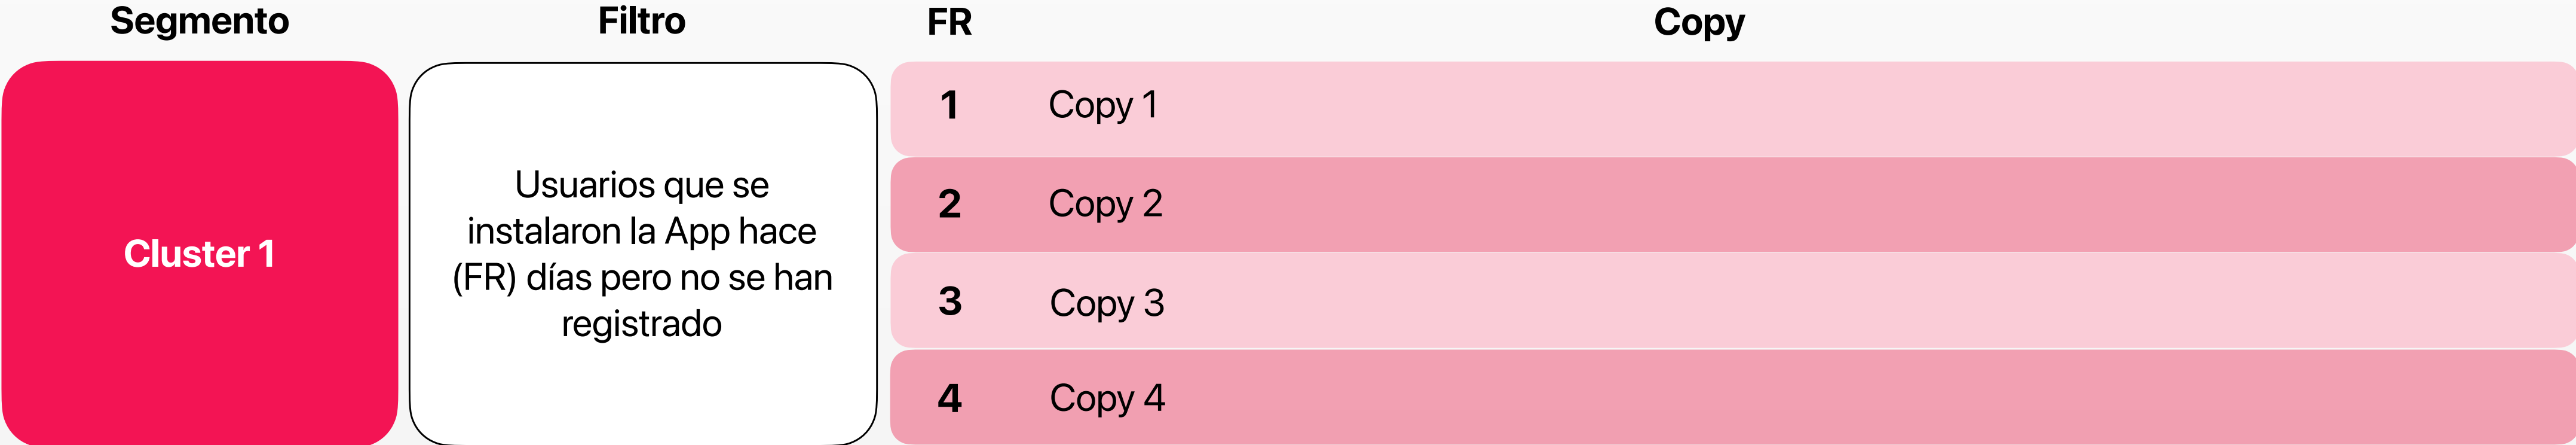 Segmento Filtro FR Copy
Cluster 1
Usuarios que se
instalaron la App hace
(FR) días pero no se han
registrado
1 Copy 1
2 Copy 2
3 Copy 3
4 Copy 4